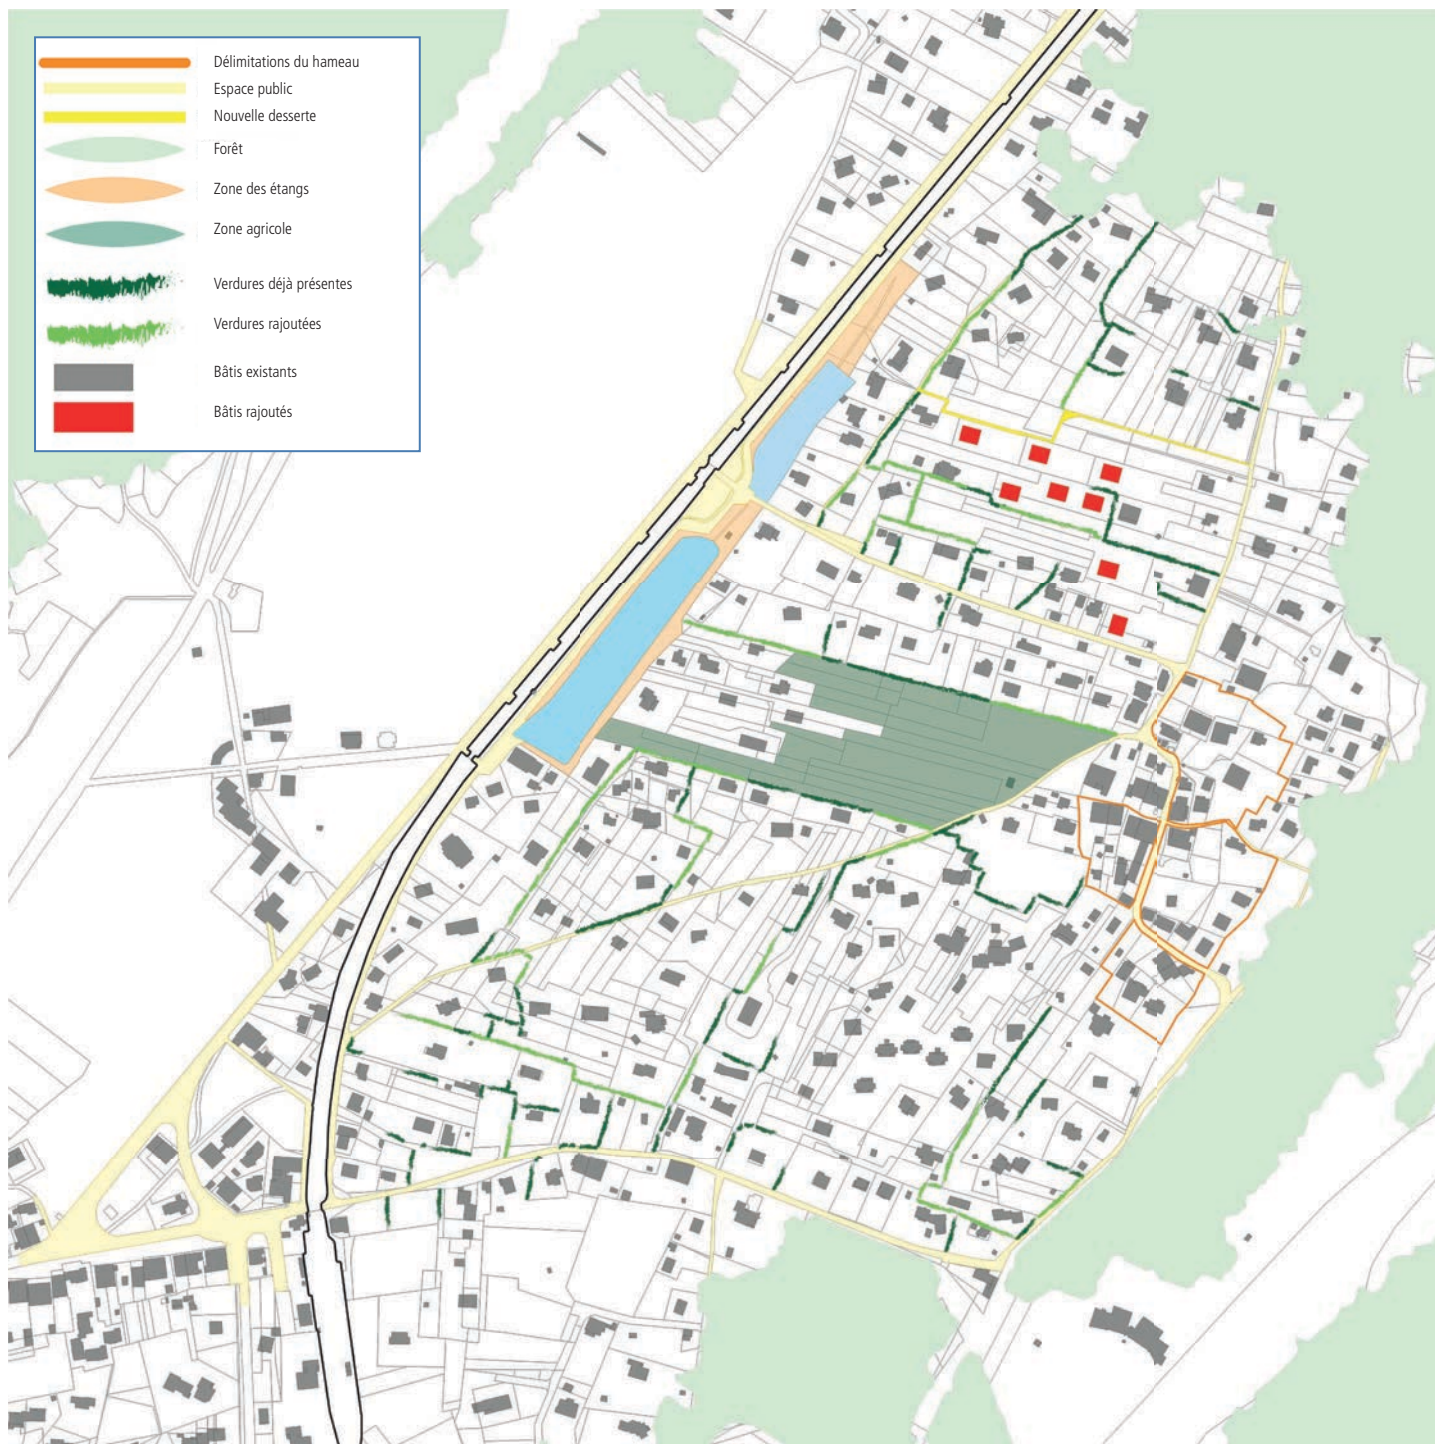 Délimitations du hameau
Espace public
Nouvelle desserte
Forêt
Zone des étangs
Zone agricole
Verdures déjà présentes
Verdures rajoutées
Bâtis existants
Bâtis rajoutés